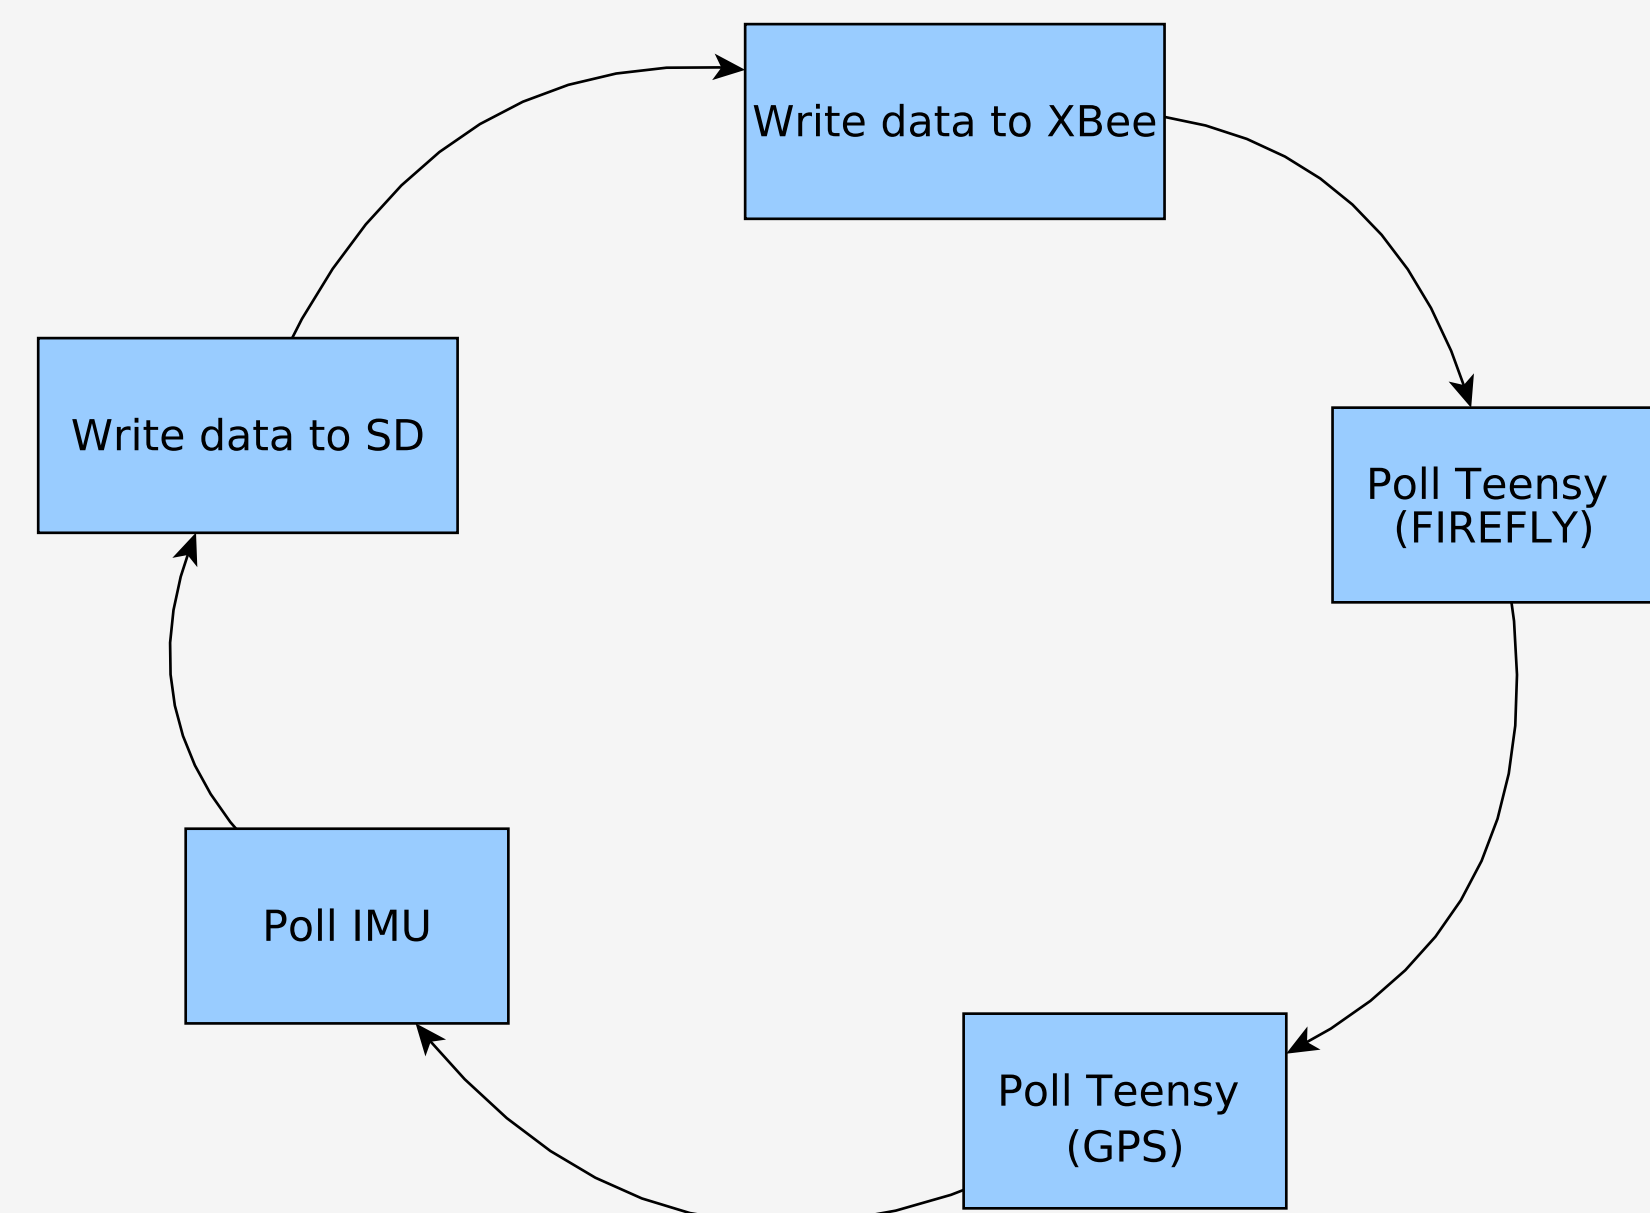 Write data to XBee
Write data to SD
Poll Teensy
(FIREFLY)
Poll IMU
Poll Teensy
(GPS)